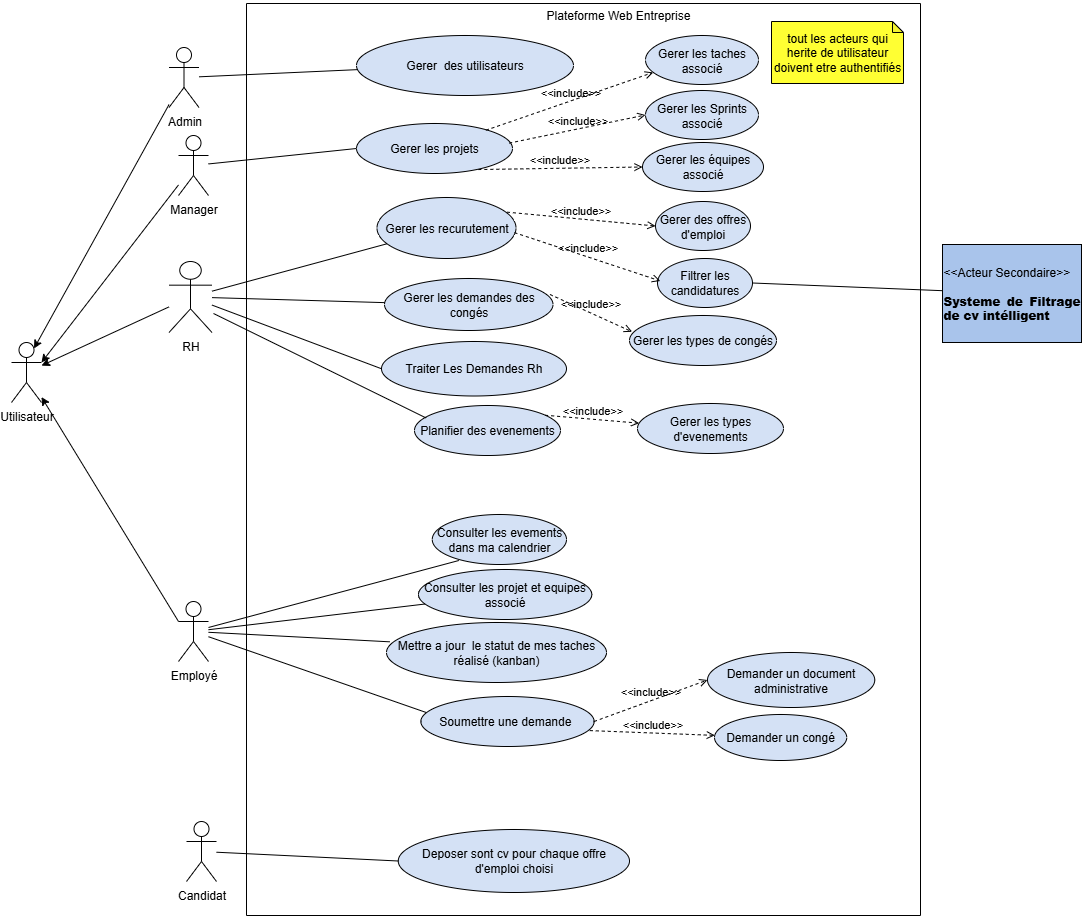 Plateforme Web Entreprise
tout les acteurs qui
herite de utilisateur
doivent etre authentifiés
Admin
Gerer  des utilisateurs
Gerer les taches
associé
<<include>>
Gerer les Sprints
associé
<<include>>
Manager
Gerer les projets
<<include>>
Gerer les équipes
associé
Gerer les recurutement
<<include>>
Gerer des offres
d'emploi
<<include>>
Filtrer les
candidatures
<<Acteur Secondaire>>
Systeme de Filtrage
de cv intélligent
RH
Gerer les demandes des
congés
<<include>>
Gerer les types de congés
Traiter Les Demandes Rh
Utilisateur
Planifier des evenements
<<include>>
Gerer les types
d'evenements
Consulter les evements
dans ma calendrier
Consulter les projet et equipes
associé
Mettre a jour  le statut de mes taches
réalisé (kanban)
Employé
Soumettre une demande
<<include>>
Demander un document
administrative
<<include>>
Demander un congé
Deposer sont cv pour chaque offre
d'emploi choisi
Candidat